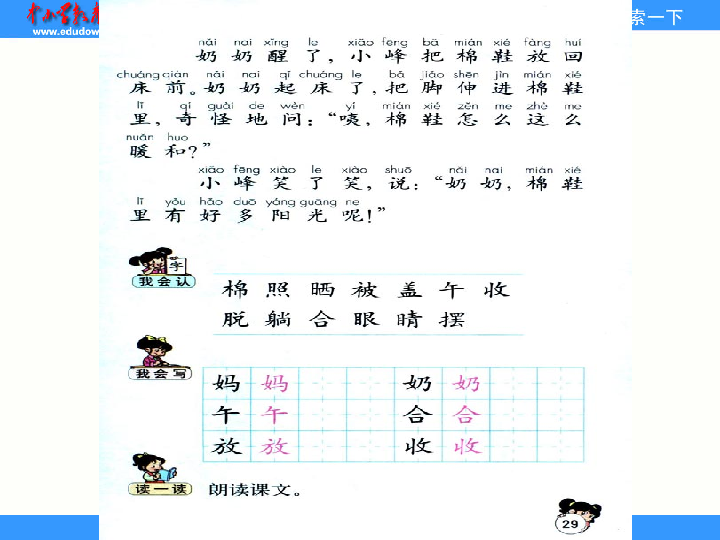 中小学教
www.edudow
索一下
nǎi nai xǐng le xiǎo fēng bǎ mián xié fàng huí
奶奶醒了，小峰把棉鞋放回
chuáng qián nǎi nai qǐ chuáng le bǎ jiǎo shēn jìn mián xié
床前。奶奶起床了，把脚伸进棉鞋
lǐ qí guài de wèn yí mián xié zěn me zhè me
里，奇怪地问：“咦，棉鞋怎么这么
nuǎn huo
暖和？”
xiǎo fēng xiào le xiào shuō nǎi nai mián xié
小峰笑了笑，说：“奶奶，棉鞋
lǐ yǒu hǎo duō yáng guāng ne
里有好多阳光呢！”
字
我会认
棉 照 晒 被 盖 午 收
脱 躺 合 眼 睛 摆
我会写
妈 妈 奶 奶
午 午 合 合
放 放 收 收
读一读 朗读课文。
29